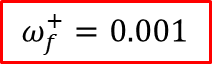 ω_f^+ = 0.001